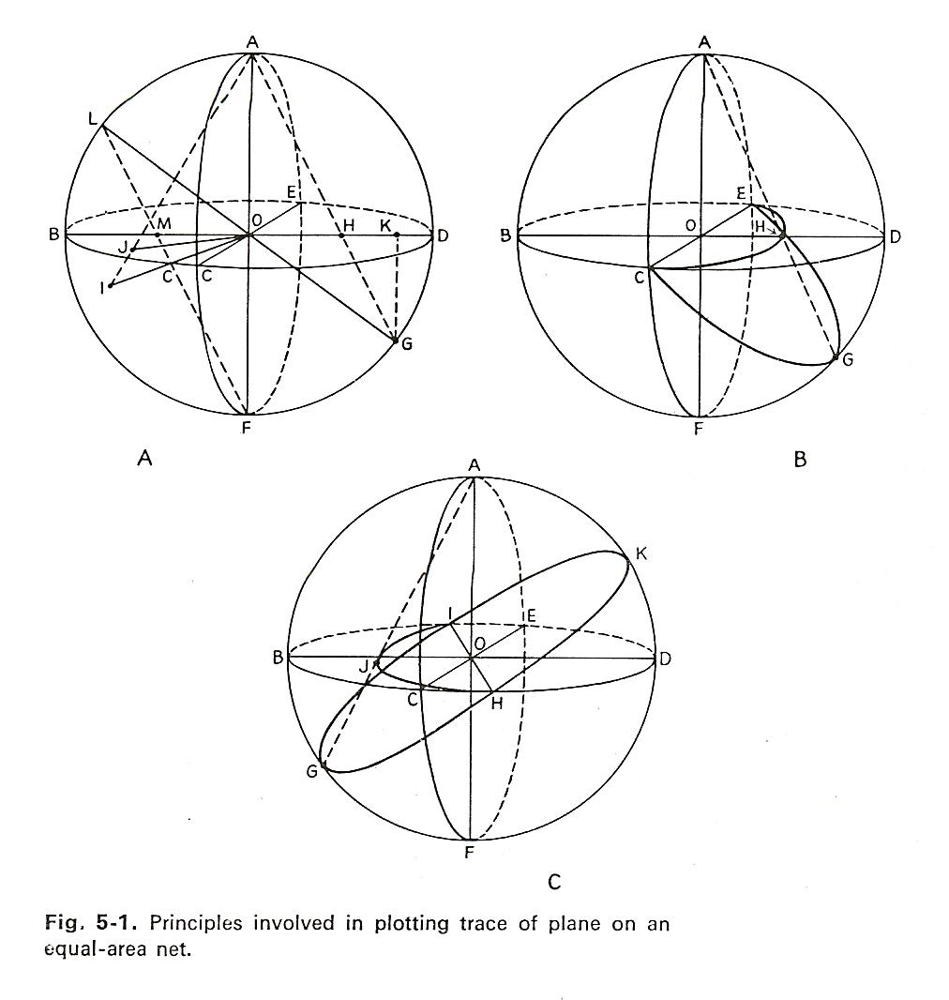 A
L
E
B
M
O
H
K
D
J
C
C
I
G
F
A
A
E
B
O
H
D
C
G
F
B
A
K
I
E
B
O
J
D
C
H
G
F
C
Fig. 5-1. Principles involved in plotting trace of plane on an
equal-area net.